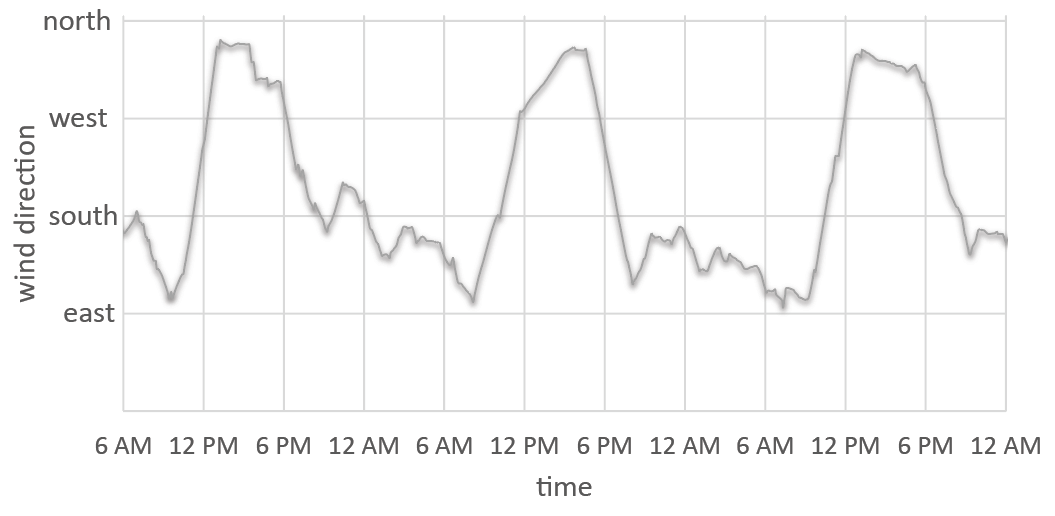 north
west
south
east
wind direction
6 AM 12 PM 6 PM 12 AM 6 AM 12 PM 6 PM 12 AM 6 AM 12 PM 6 PM 12 AM
time